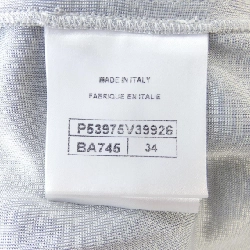 MADE IN ITALY
FABRIQUE EN ITALIE
P53975V39926
BA745 34